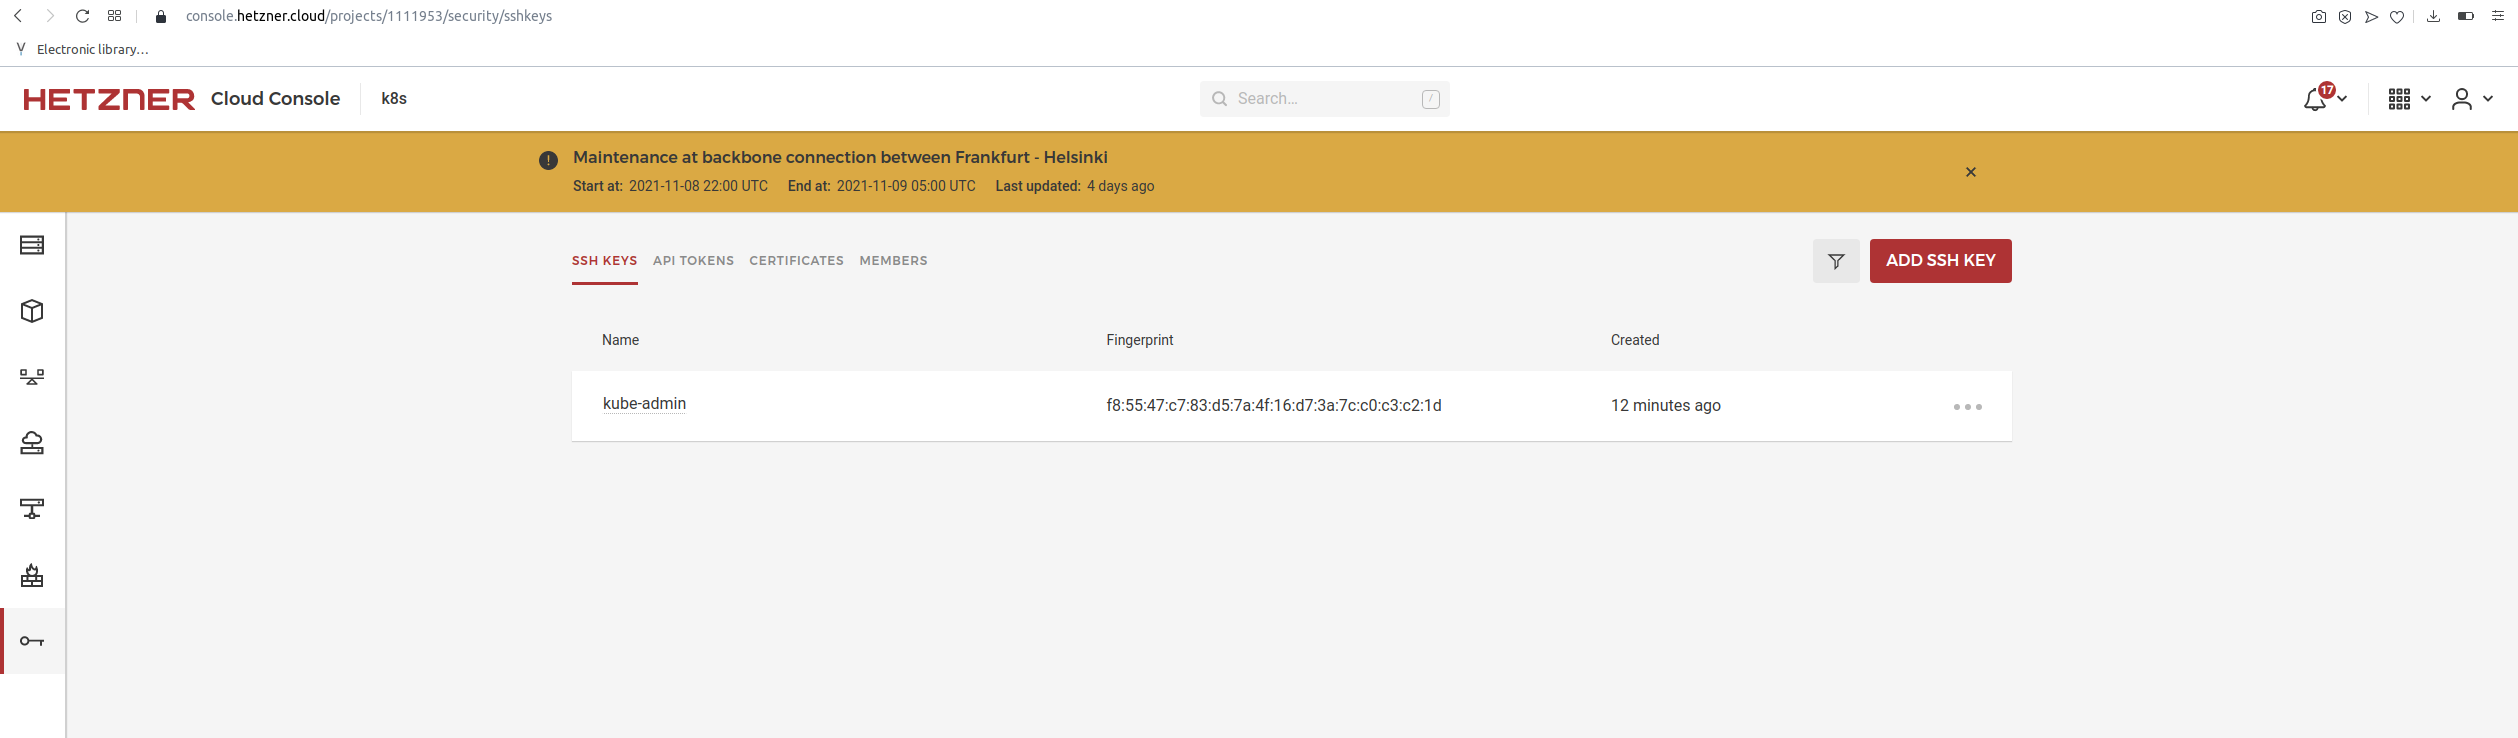 console.hetzner.cloud/projects/1111953/security/sshkeys
Electronic library...
HETZNER Cloud Console k8s Search... / 17
! Maintenance at backbone connection between Frankfurt - Helsinki
Start at: 2021-11-08 22:00 UTC End at: 2021-11-09 05:00 UTC Last updated: 4 days ago
SSH KEYS API TOKENS CERTIFICATES MEMBERS ADD SSH KEY
Name Fingerprint Created
kube-admin f8:55:47:c7:83:d5:7a:4f:16:d7:3a:7c:c0:c3:c2:1d 12 minutes ago